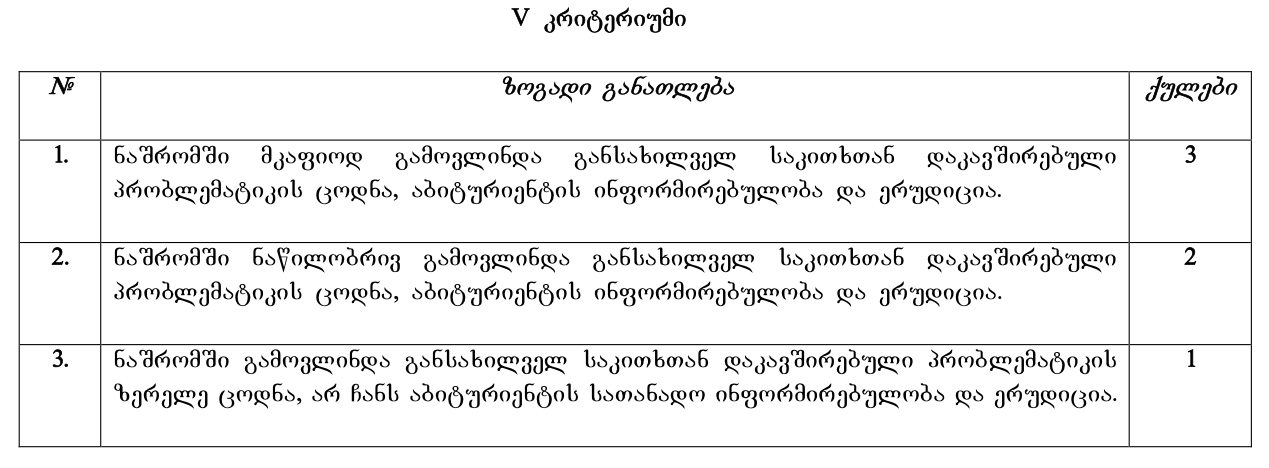 V კრიტერიუმი
№ ზოგადი განათლება ქულები
1. ნაშრომში მკაფიოდ გამოვლინდა განსახილველ საკითხთან დაკავშირებული 3
პრობლემატიკის ცოდნა, აბიტურიენტის ინფორმირებულობა და ერუდიცია.
2. ნაშრომში ნაწილობრივ გამოვლინდა განსახილველ საკითხთან დაკავშირებული 2
პრობლემატიკის ცოდნა, აბიტურიენტის ინფორმირებულობა და ერუდიცია.
3. ნაშრომში გამოვლინდა განსახილველ საკითხთან დაკავშირებული პრობლემატიკის 1
ზერელე ცოდნა, არ ჩანს აბიტურიენტის სათანადო ინფორმირებულობა და ერუდიცია.